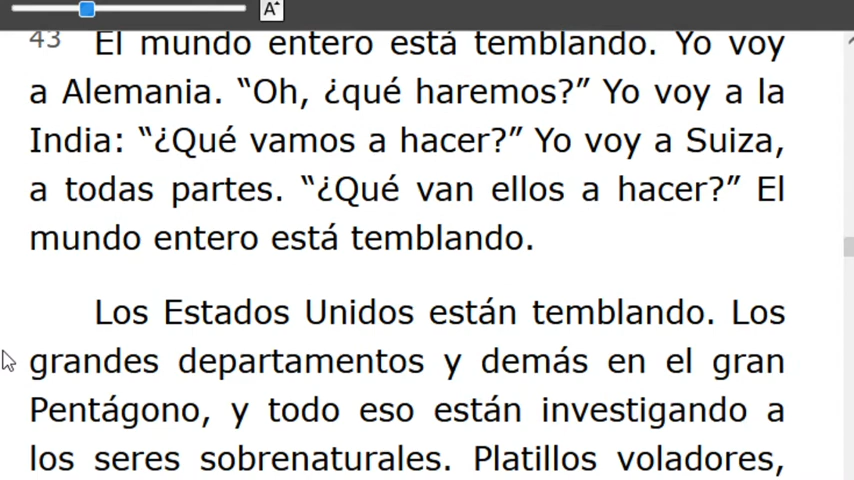 A
43 El mundo entero está temblando. Yo voy
a Alemania. “Oh, ¿qué haremos?” Yo voy a la
India: “¿Qué vamos a hacer?” Yo voy a Suiza,
a todas partes. “¿Qué van ellos a hacer?” El
mundo entero está temblando.
Los Estados Unidos están temblando. Los
grandes departamentos y demás en el gran
Pentágono, y todo eso están investigando a
los seres sobrenaturales. Platillos voladores,